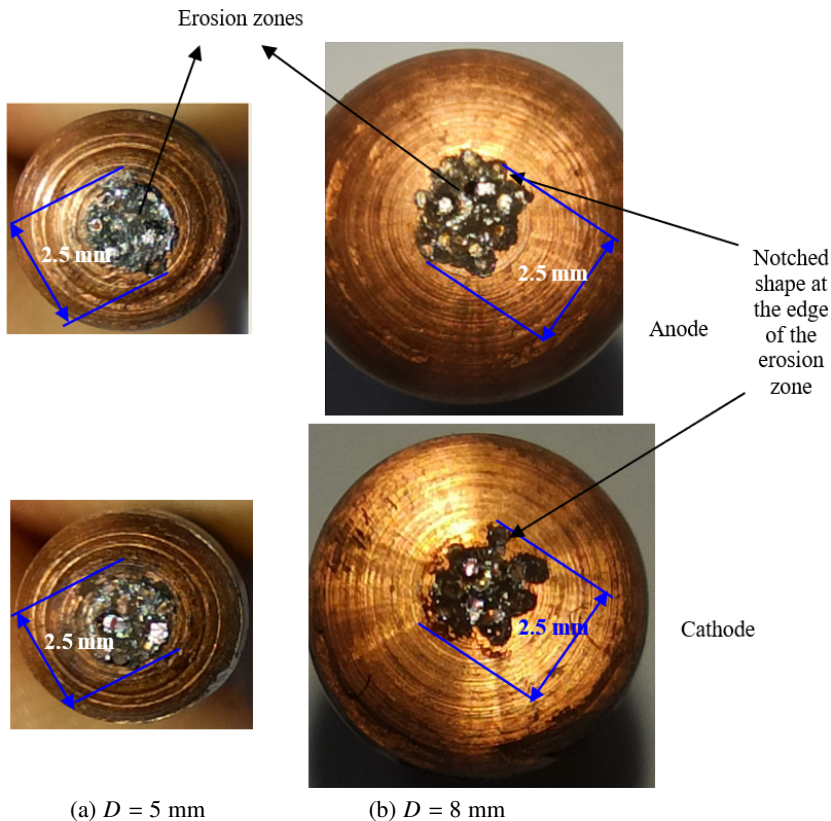 Erosion zones
2.5 mm
2.5 mm
Anode
Notched
shape at
the edge
of the
erosion
zone
2.5 mm
2.5 mm
Cathode
(a) D = 5 mm
(b) D = 8 mm